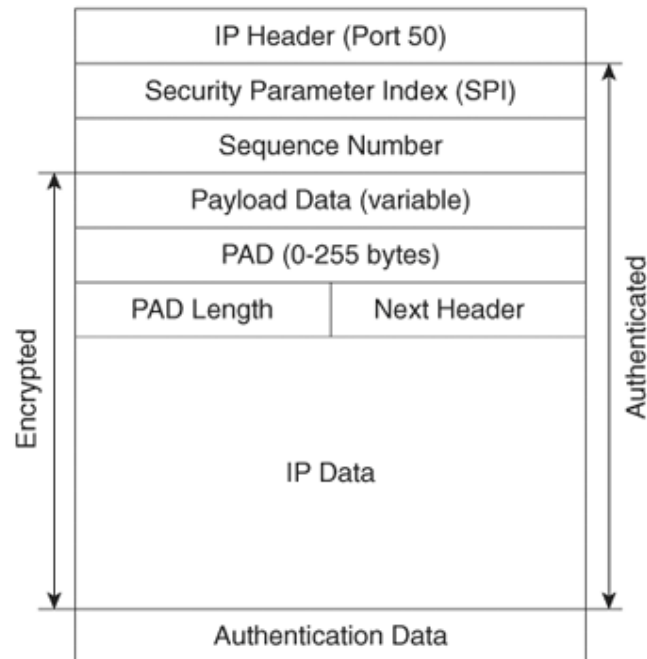 IP Header (Port 50)
Security Parameter Index (SPI)
Sequence Number
Payload Data (variable)
PAD (0-255 bytes)
PAD Length
Next Header
IP Data
Authentication Data
Encrypted
Authenticated